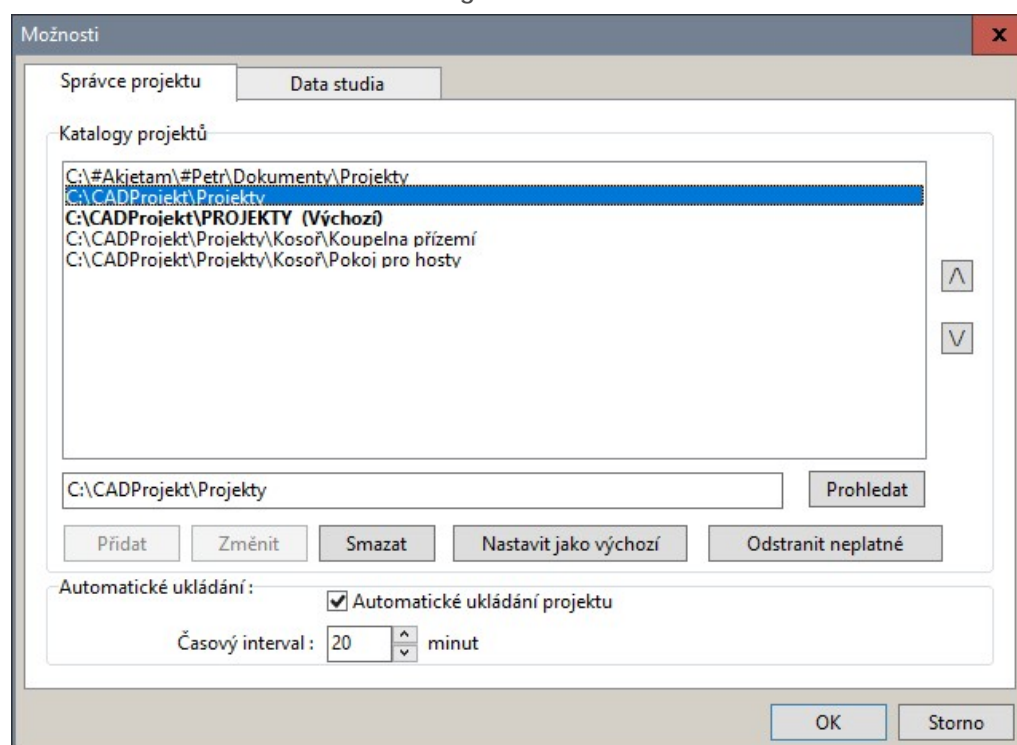 Možnosti
x
Správce projektu
Data studia
Katalogy projektů
C:\#Akjetam\#Petr\Dokumenty\Projekty
C:\CADProjekt\Projekty
C:\CADProjekt\PROJEKTY (Výchozí)
C:\CADProjekt\Projekty\Kosoř\Koupelna přízemí
C:\CADProjekt\Projekty\Kosoř\Pokoj pro hosty
/\
\/
C:\CADProjekt\Projekty
Prohledat
Přidat
Změnit
Smazat
Nastavit jako výchozí
Odstranit neplatné
Automatické ukládání :
Automatické ukládání projektu
Časový interval : 20 minut
OK
Storno